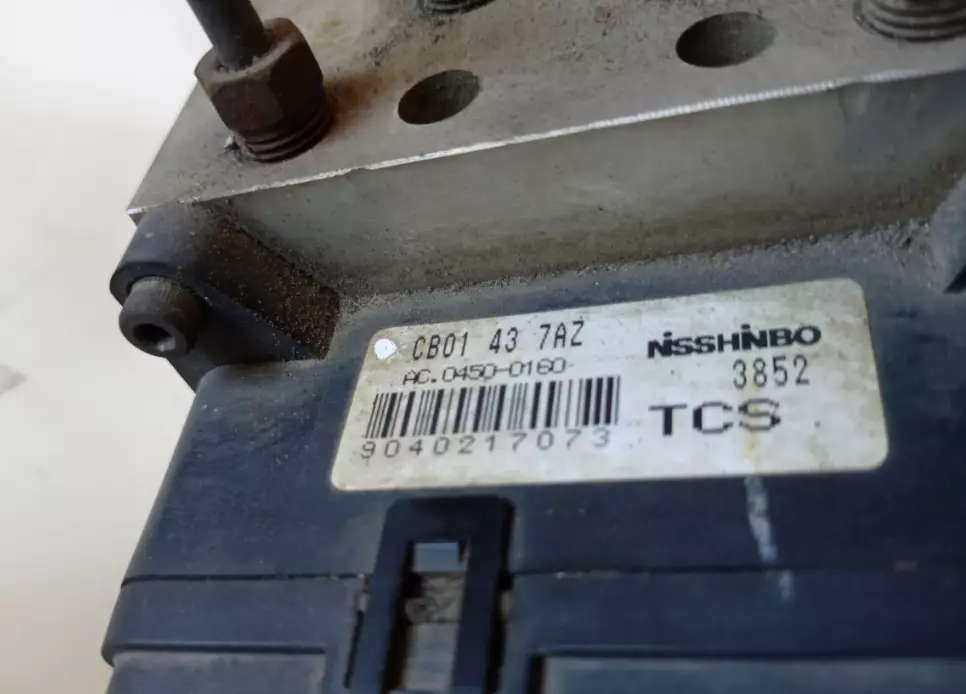 CB01 43 7AZ
NiSSHiNBO
AC.0450-0160
3852
TCS
9040217073